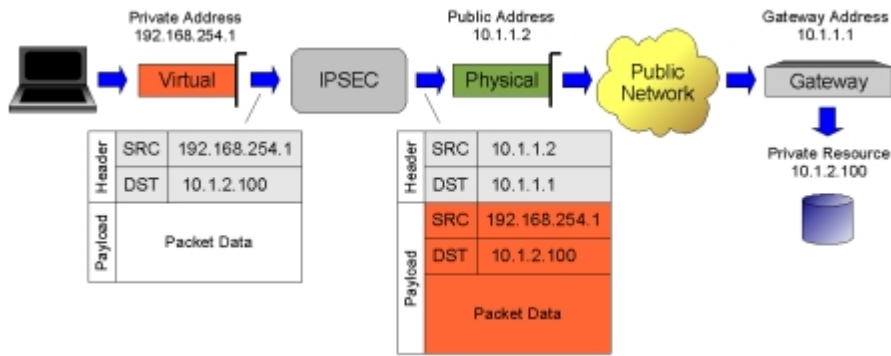 Private Address
192.168.254.1
Public Address
10.1.1.2
Gateway Address
10.1.1.1
Virtual
IPSEC
Physical
Public
Network
Gateway
Header
SRC 192.168.254.1
DST 10.1.2.100
Payload
Packet Data
Header
SRC 10.1.1.2
DST 10.1.1.1
Payload
SRC 192.168.254.1
DST 10.1.2.100
Packet Data
Private Resource
10.1.2.100